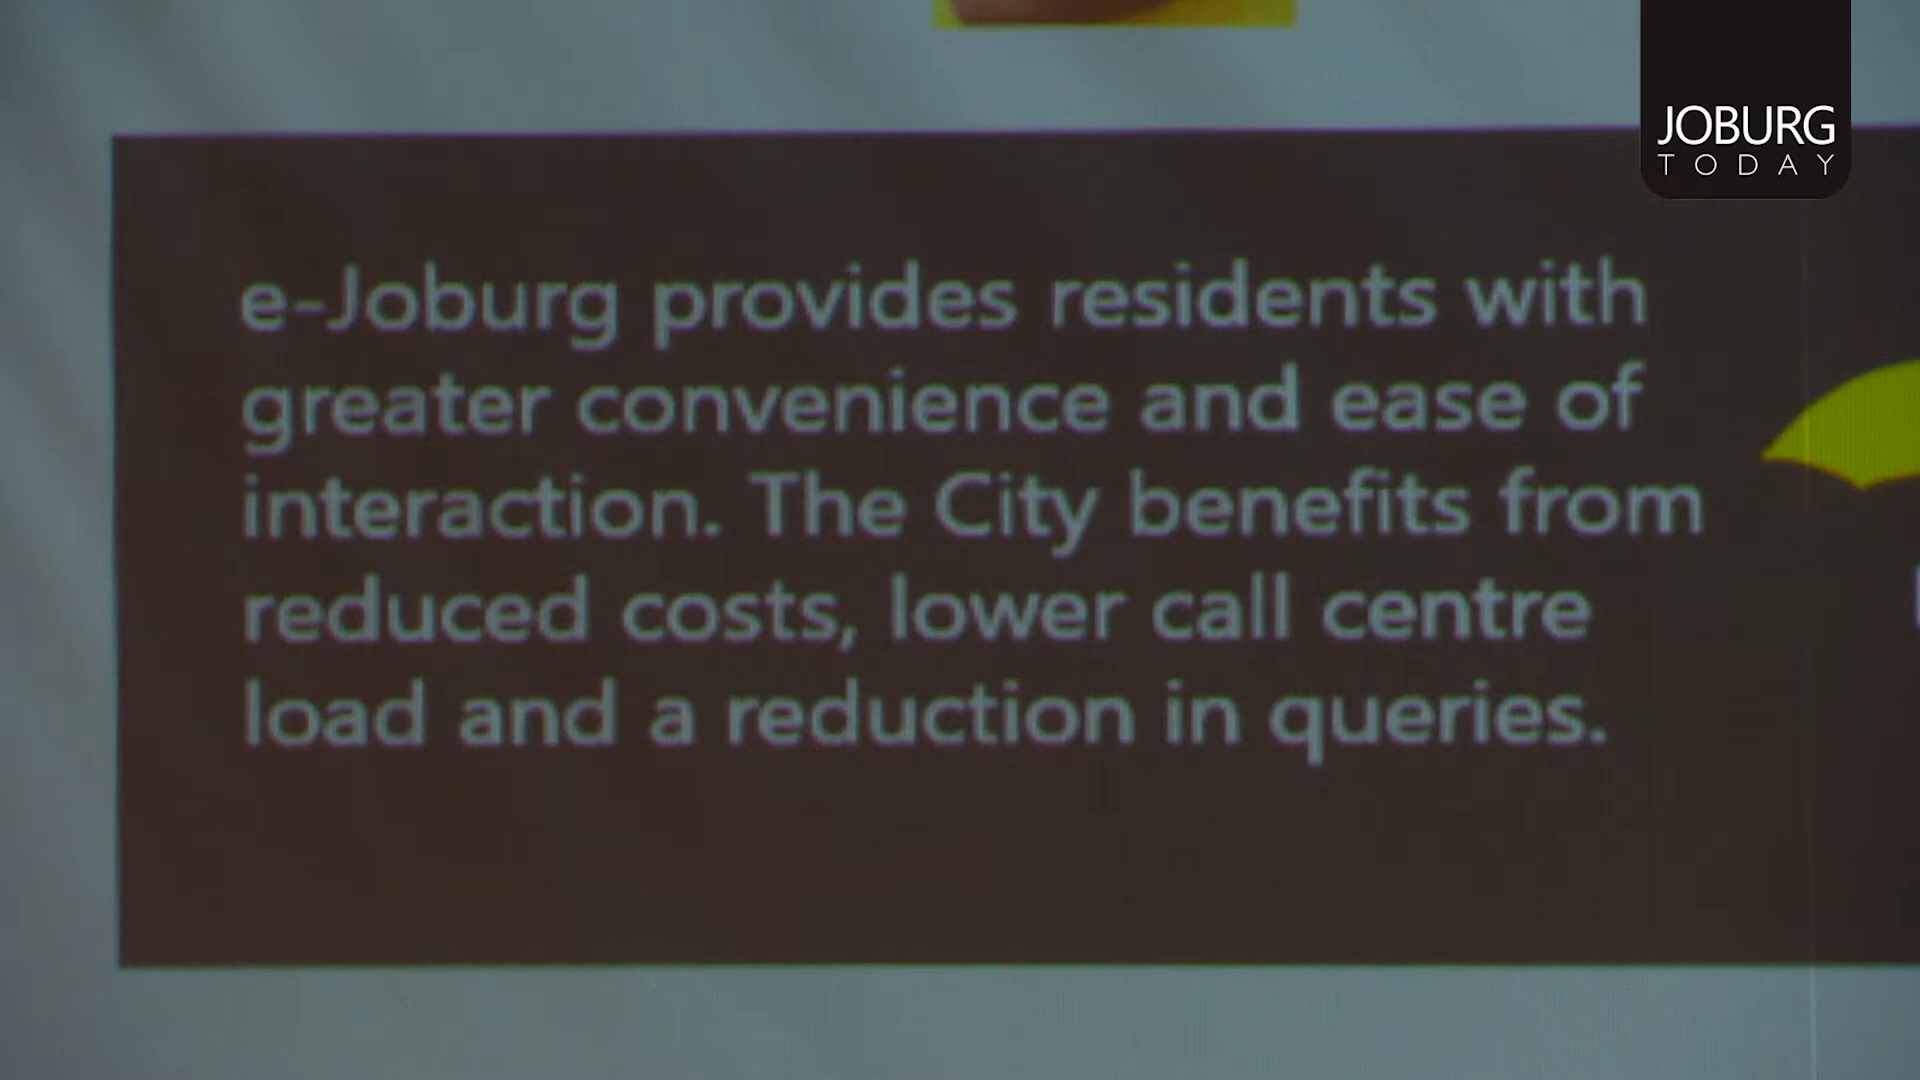 JOBURG
TODAY
e-Joburg provides residents with
greater convenience and ease of
interaction. The City benefits from
reduced costs, lower call centre
load and a reduction in queries.